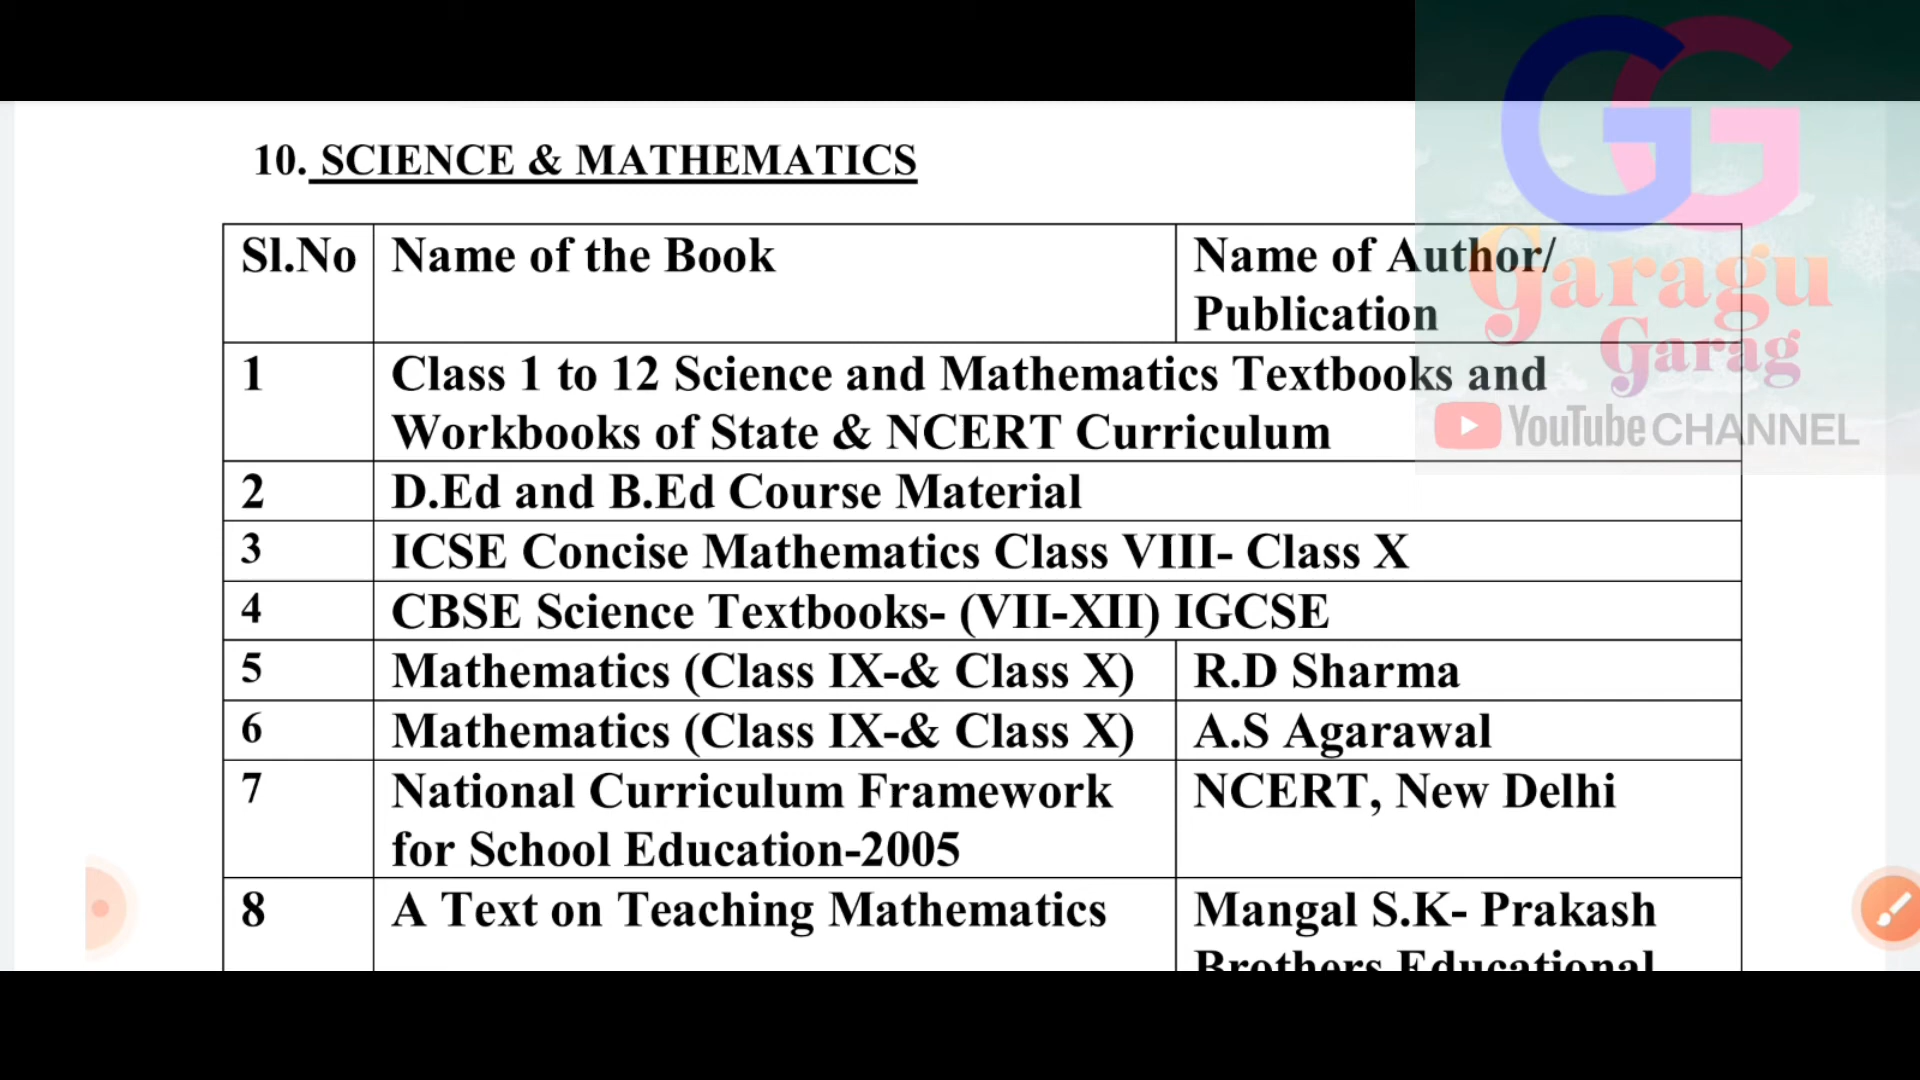 10. SCIENCE & MATHEMATICS
GG
Sl.No Name of the Book Name of Author/
Publication
Garagu
Garag
YouTube CHANNEL
1 Class 1 to 12 Science and Mathematics Textbooks and
Workbooks of State & NCERT Curriculum
2 D.Ed and B.Ed Course Material
3 ICSE Concise Mathematics Class VIII- Class X
4 CBSE Science Textbooks- (VII-XII) IGCSE
5 Mathematics (Class IX-& Class X) R.D Sharma
6 Mathematics (Class IX-& Class X) A.S Agarawal
7 National Curriculum Framework NCERT, New Delhi
for School Education-2005
8 A Text on Teaching Mathematics Mangal S.K- Prakash
Brothers Educational